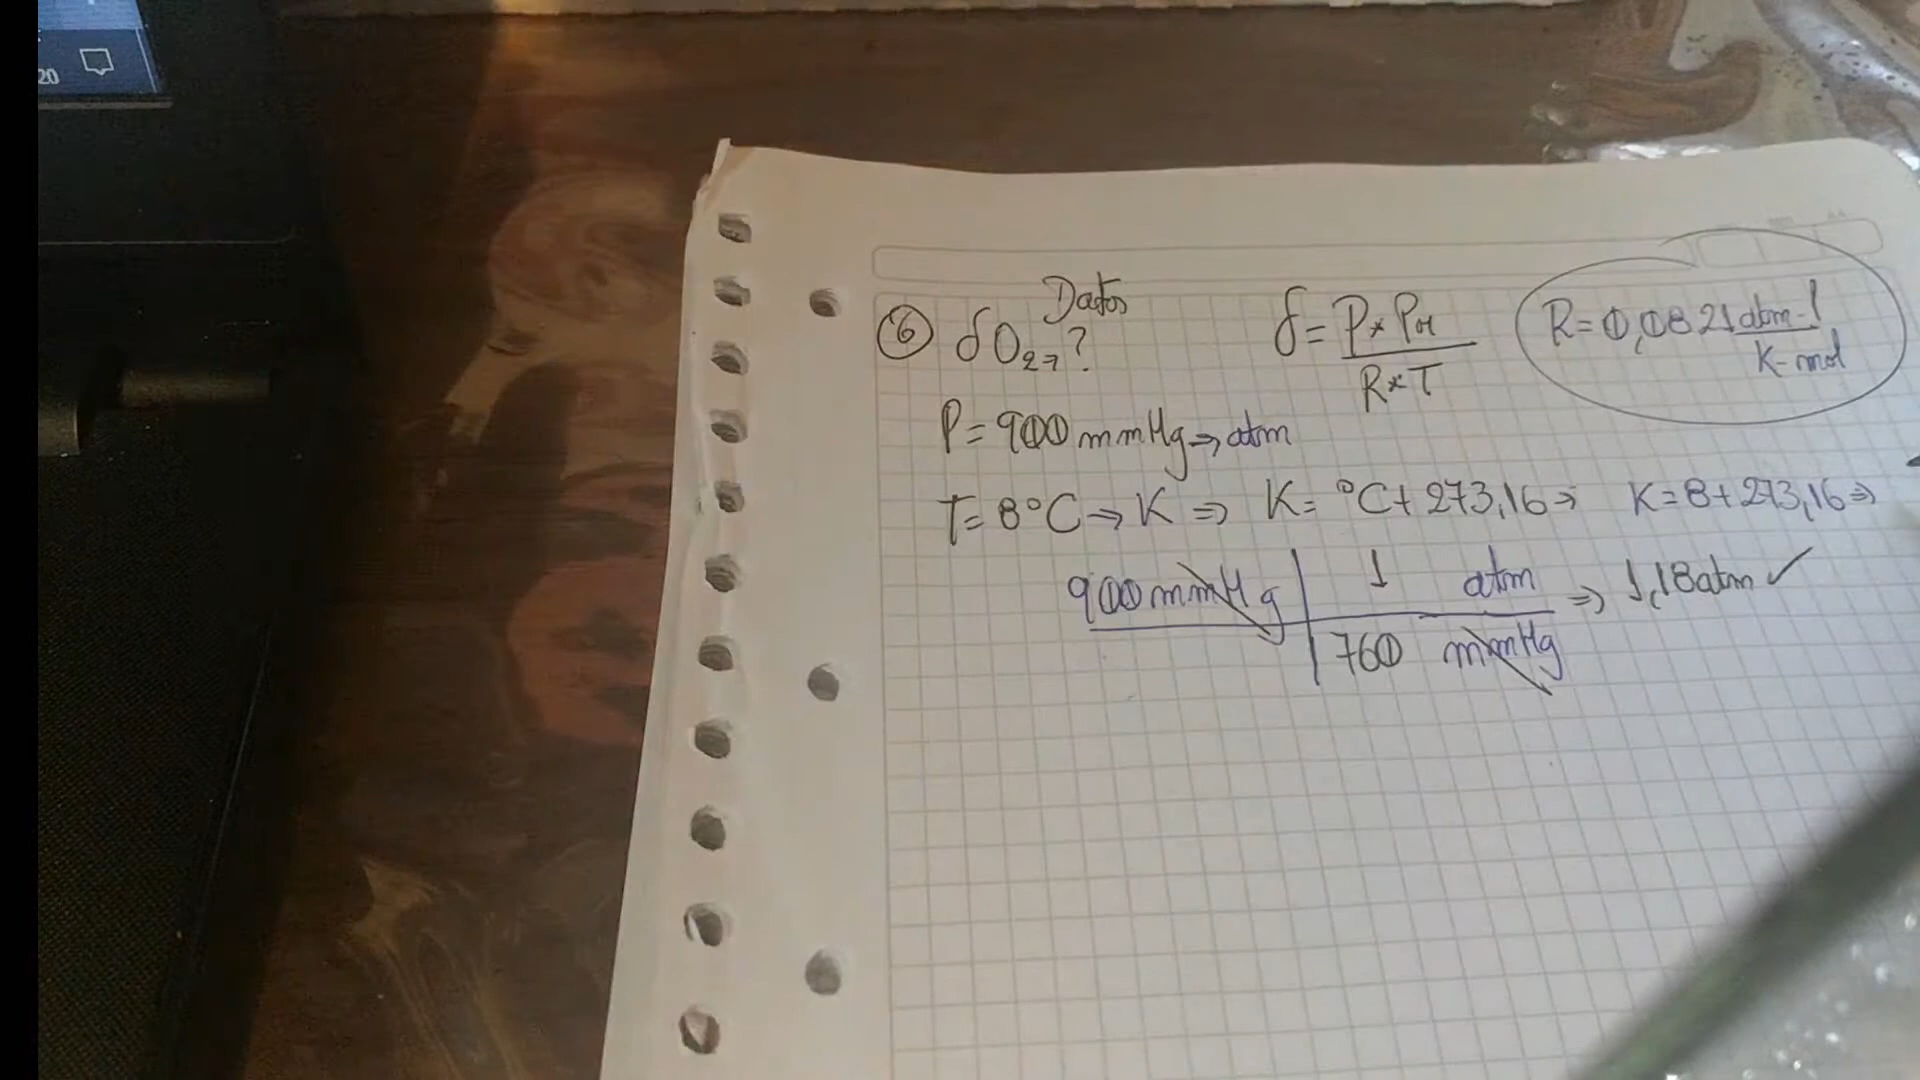 20
Datos
⑥ δO₂ → ? δ = P * PM / R * T R = 0,0821 atm-l / K-mol
P = 900 mmHg ⇒ atm
T = 8°C → K ⇒ K = °C + 273,16 ⇒ K = 8 + 273,16 ⇒
900 mmHg | 1 atm ⇒ 1,18 atm ✓
760 mmHg